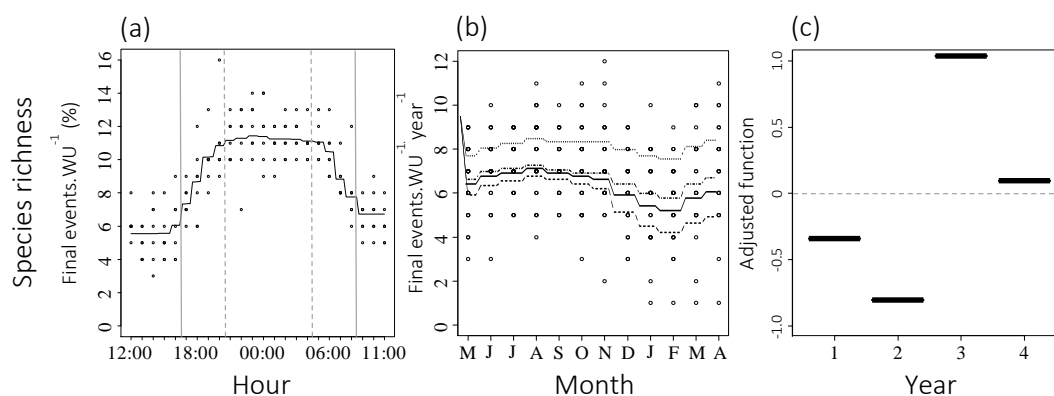 (a)
(b)
(c)
Species richness
Final events.WU⁻¹ (%)
0 2 4 6 8 10 12 14 16
12:00 18:00 00:00 06:00 11:00
Hour
Final events.WU⁻¹. year⁻¹
0 2 4 6 8 10 12
M J J A S O N D J F M A
Month
Adjusted function
-1.0 -0.5 0 0.5 1.0
1 2 3 4
Year